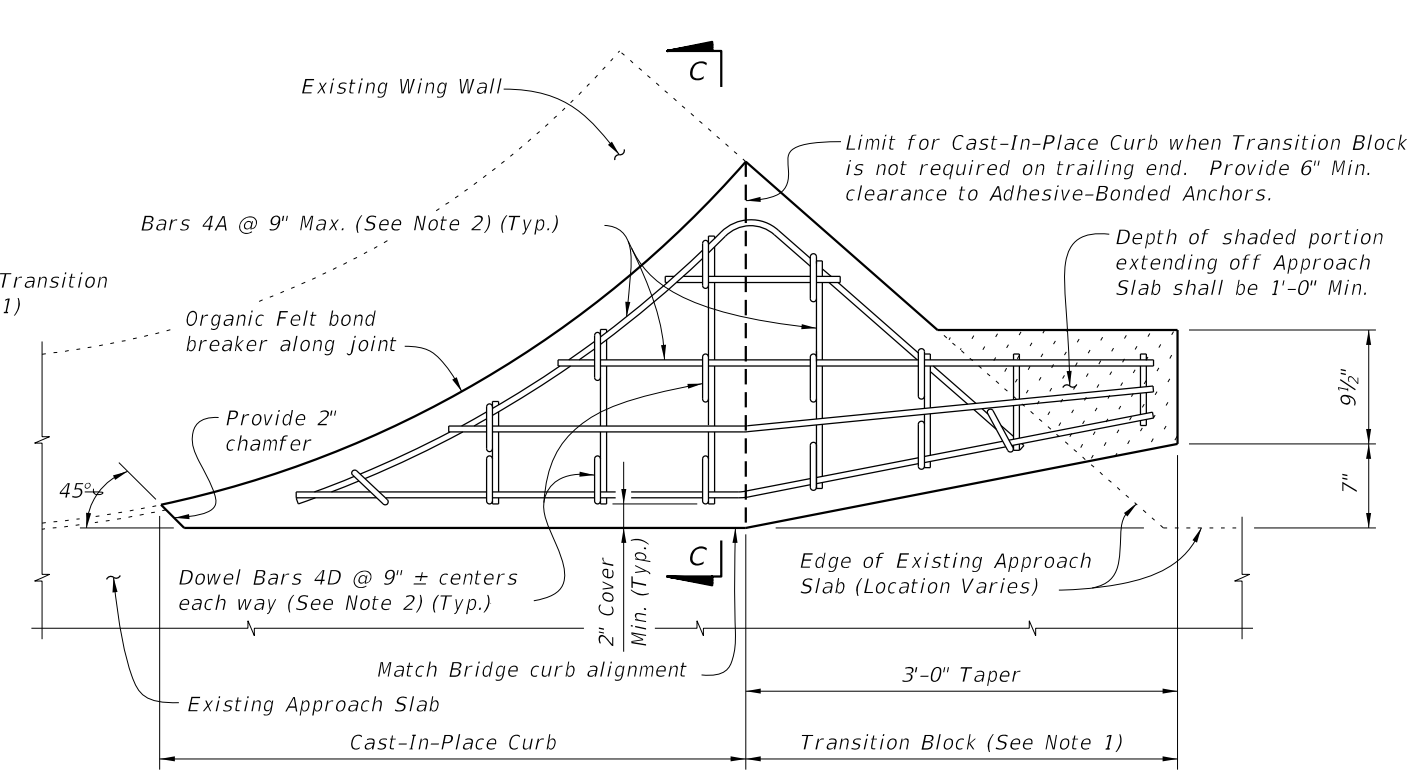 C
Existing Wing Wall
Limit for Cast-In-Place Curb when Transition Block
is not required on trailing end. Provide 6" Min.
clearance to Adhesive-Bonded Anchors.
Bars 4A @ 9" Max. (See Note 2) (Typ.)
Depth of shaded portion
extending off Approach
Slab shall be 1'-0" Min.
Transition
1)
Organic Felt bond
breaker along joint
9½"
Provide 2"
chamfer
45°
7"
C
Edge of Existing Approach
Slab (Location Varies)
Dowel Bars 4D @ 9" ± centers
each way (See Note 2) (Typ.)
2" Cover
Min. (Typ.)
Match Bridge curb alignment
3'-0" Taper
Existing Approach Slab
Cast-In-Place Curb
Transition Block (See Note 1)